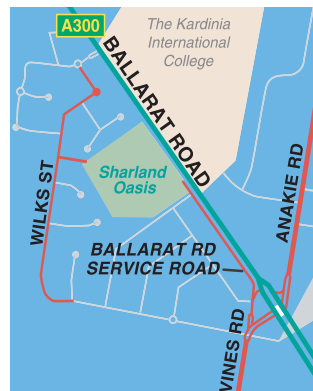 A300
The Kardinia
International
College
BALLARAT ROAD
Sharland
Oasis
WILKS ST
ANAKIE RD
BALLARAT RD
SERVICE ROAD
VINES RD